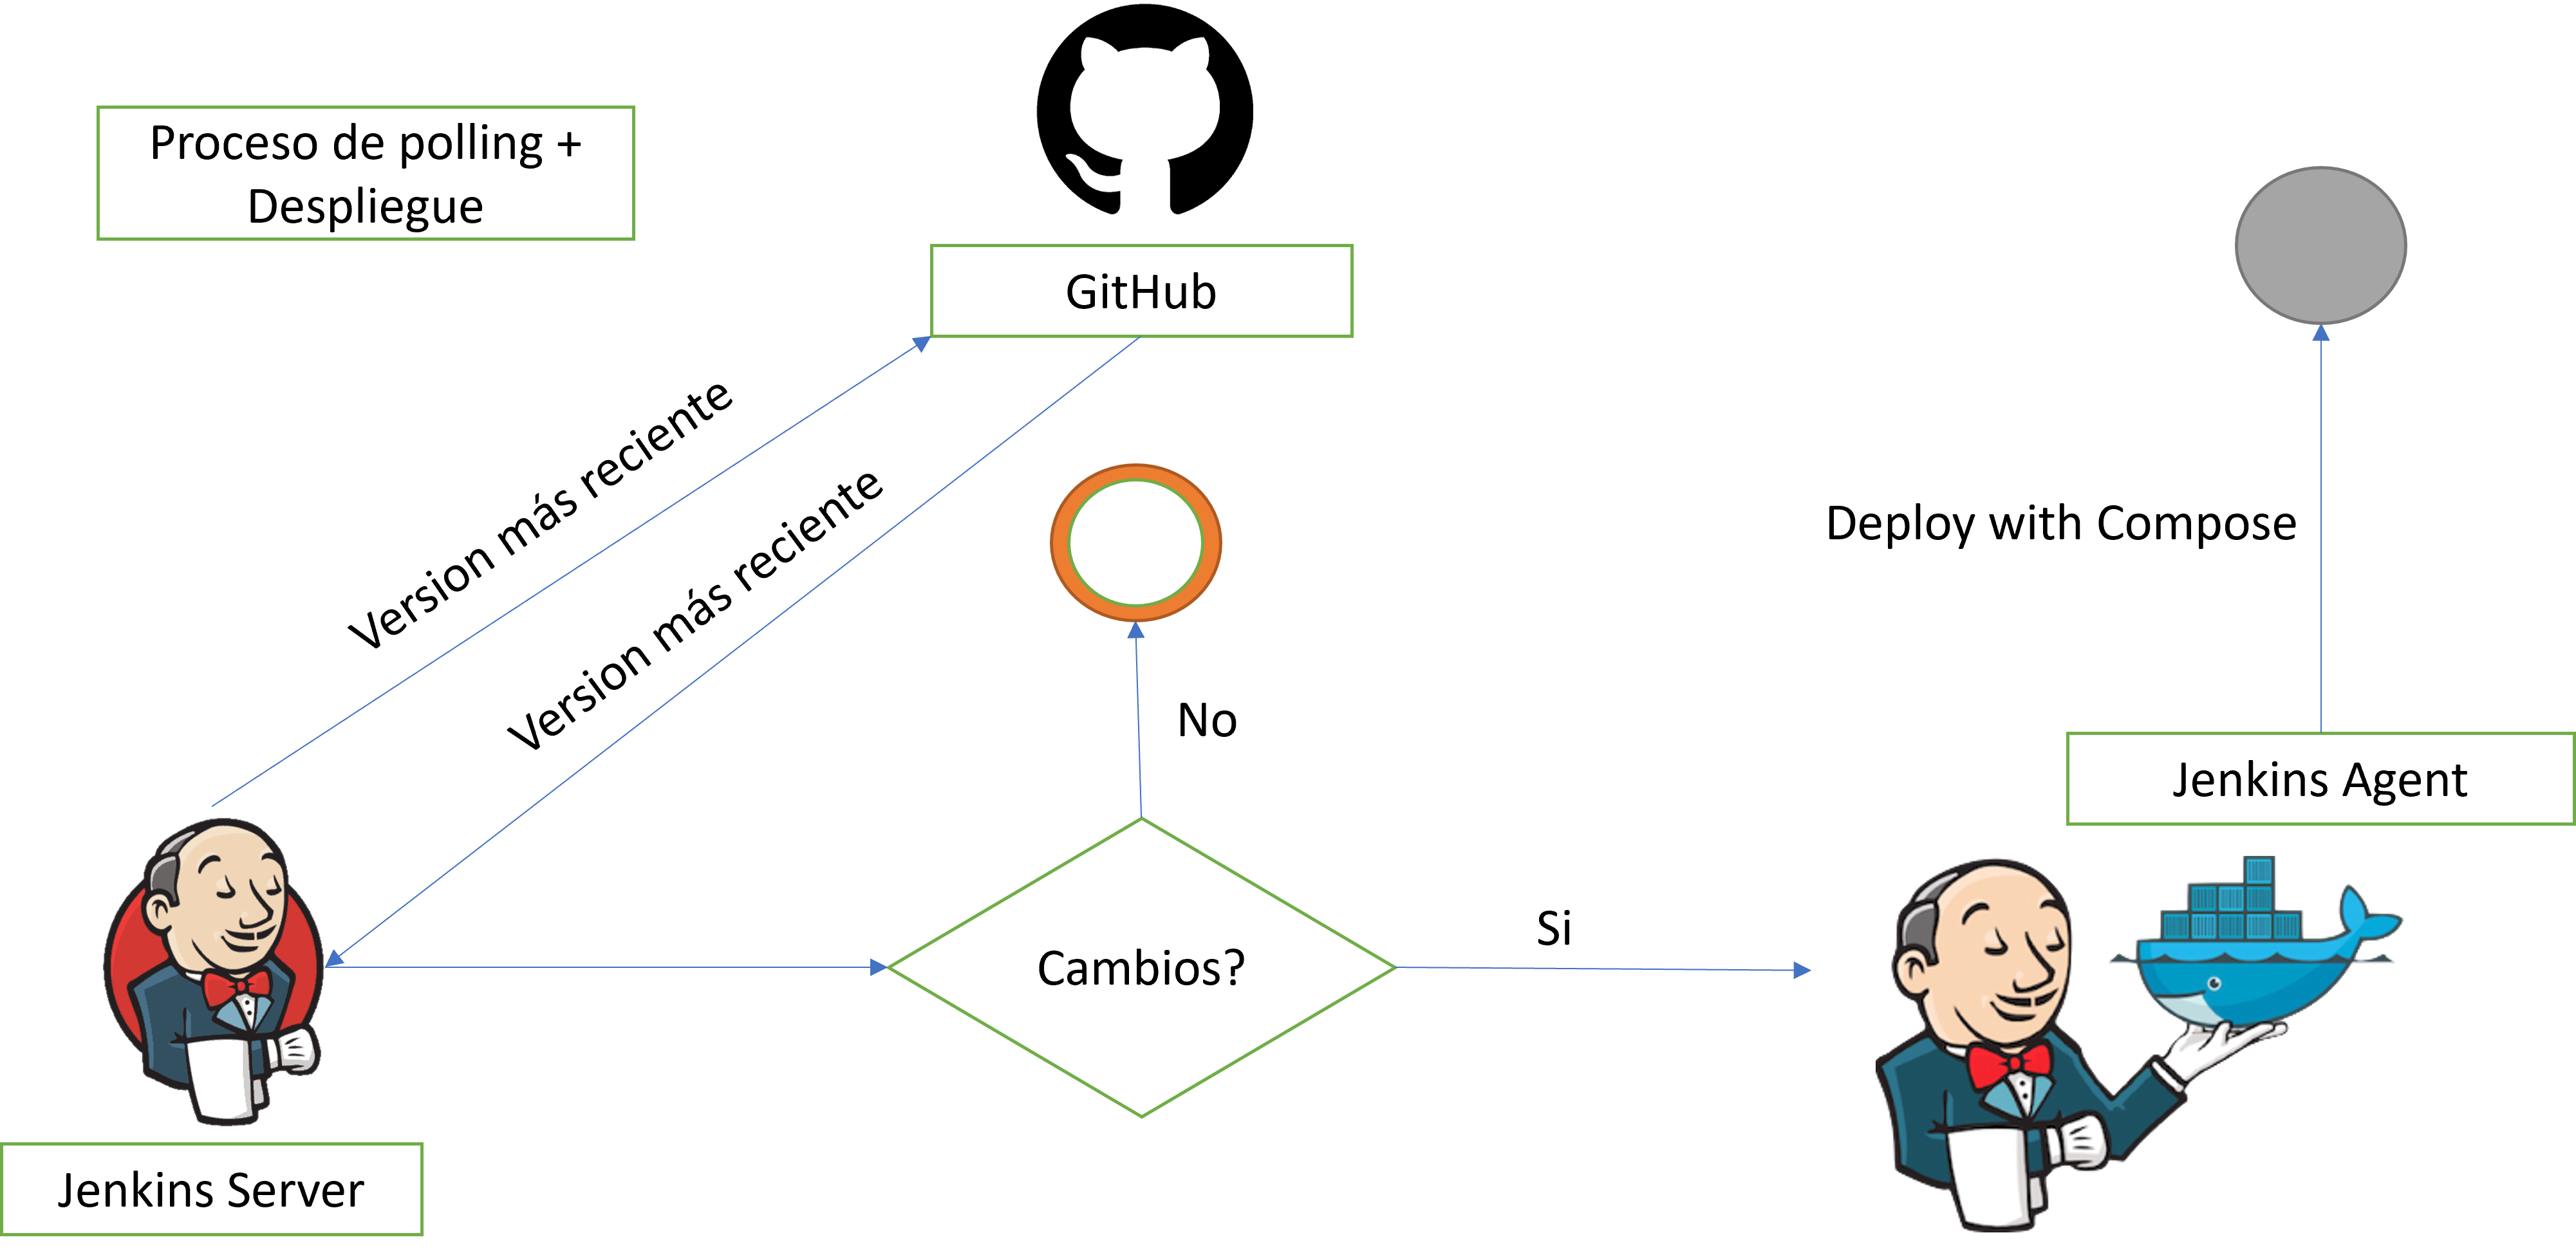 Proceso de polling +
Despliegue
GitHub
Version más reciente
Version más reciente
Deploy with Compose
No
Jenkins Agent
Si
Cambios?
Jenkins Server